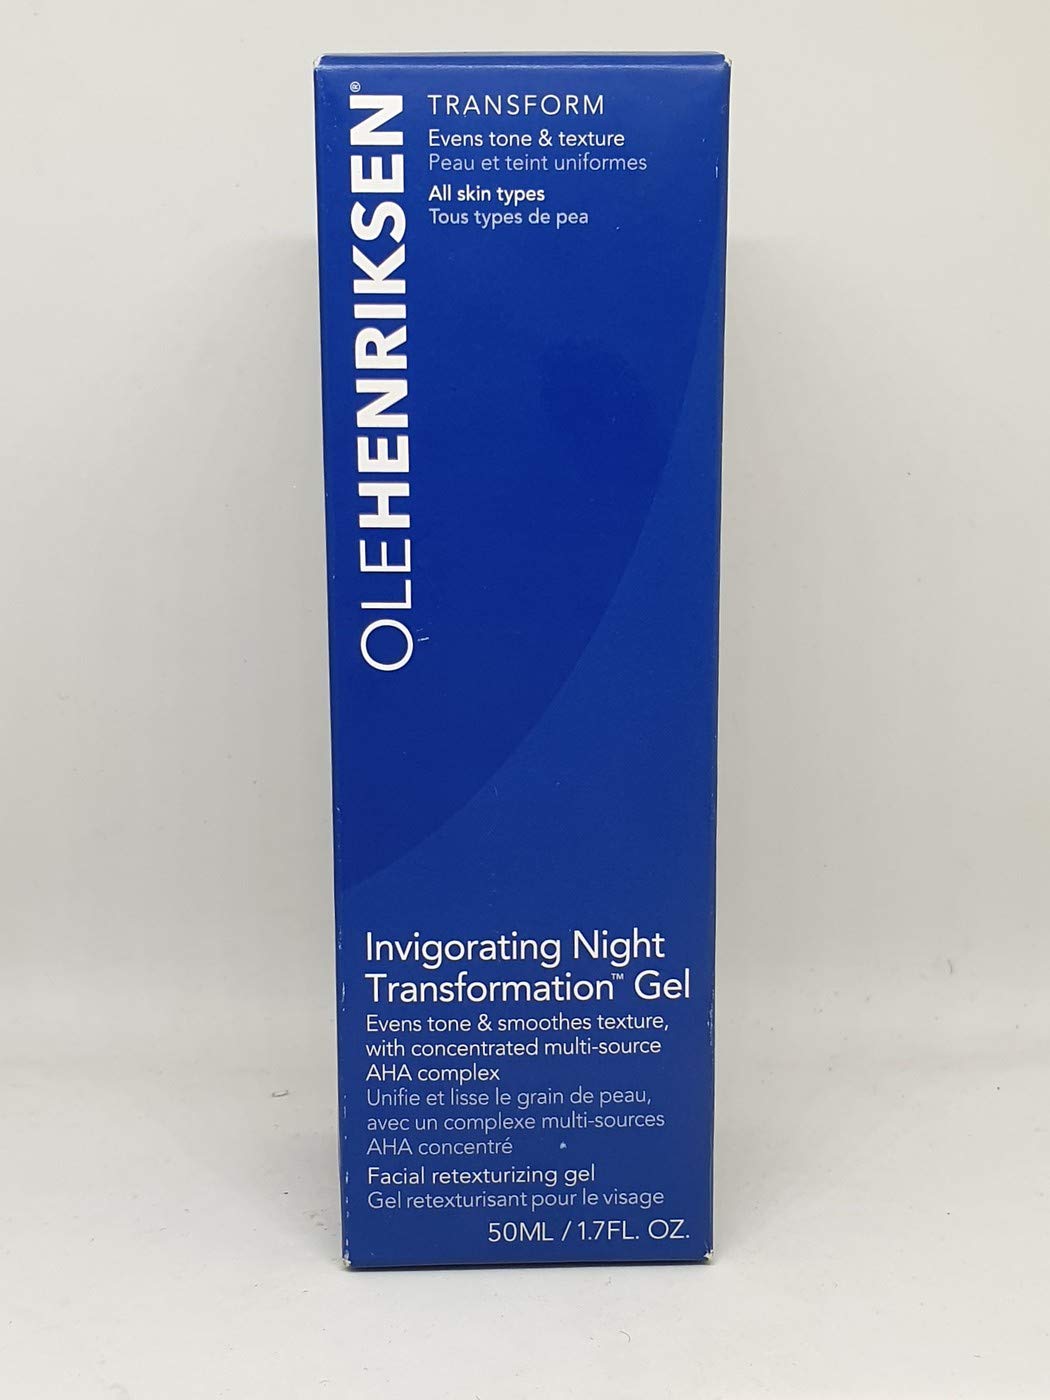 OLEHENRIKSEN®
TRANSFORM
Evens tone & texture
Peau et teint uniformes
All skin types
Tous types de pea
Invigorating Night
Transformation™ Gel
Evens tone & smoothes texture,
with concentrated multi-source
AHA complex
Unifie et lisse le grain de peau,
avec un complexe multi-sources
AHA concentré
Facial retexturizing gel
Gel retexturisant pour le visage
50ML / 1.7FL. OZ.